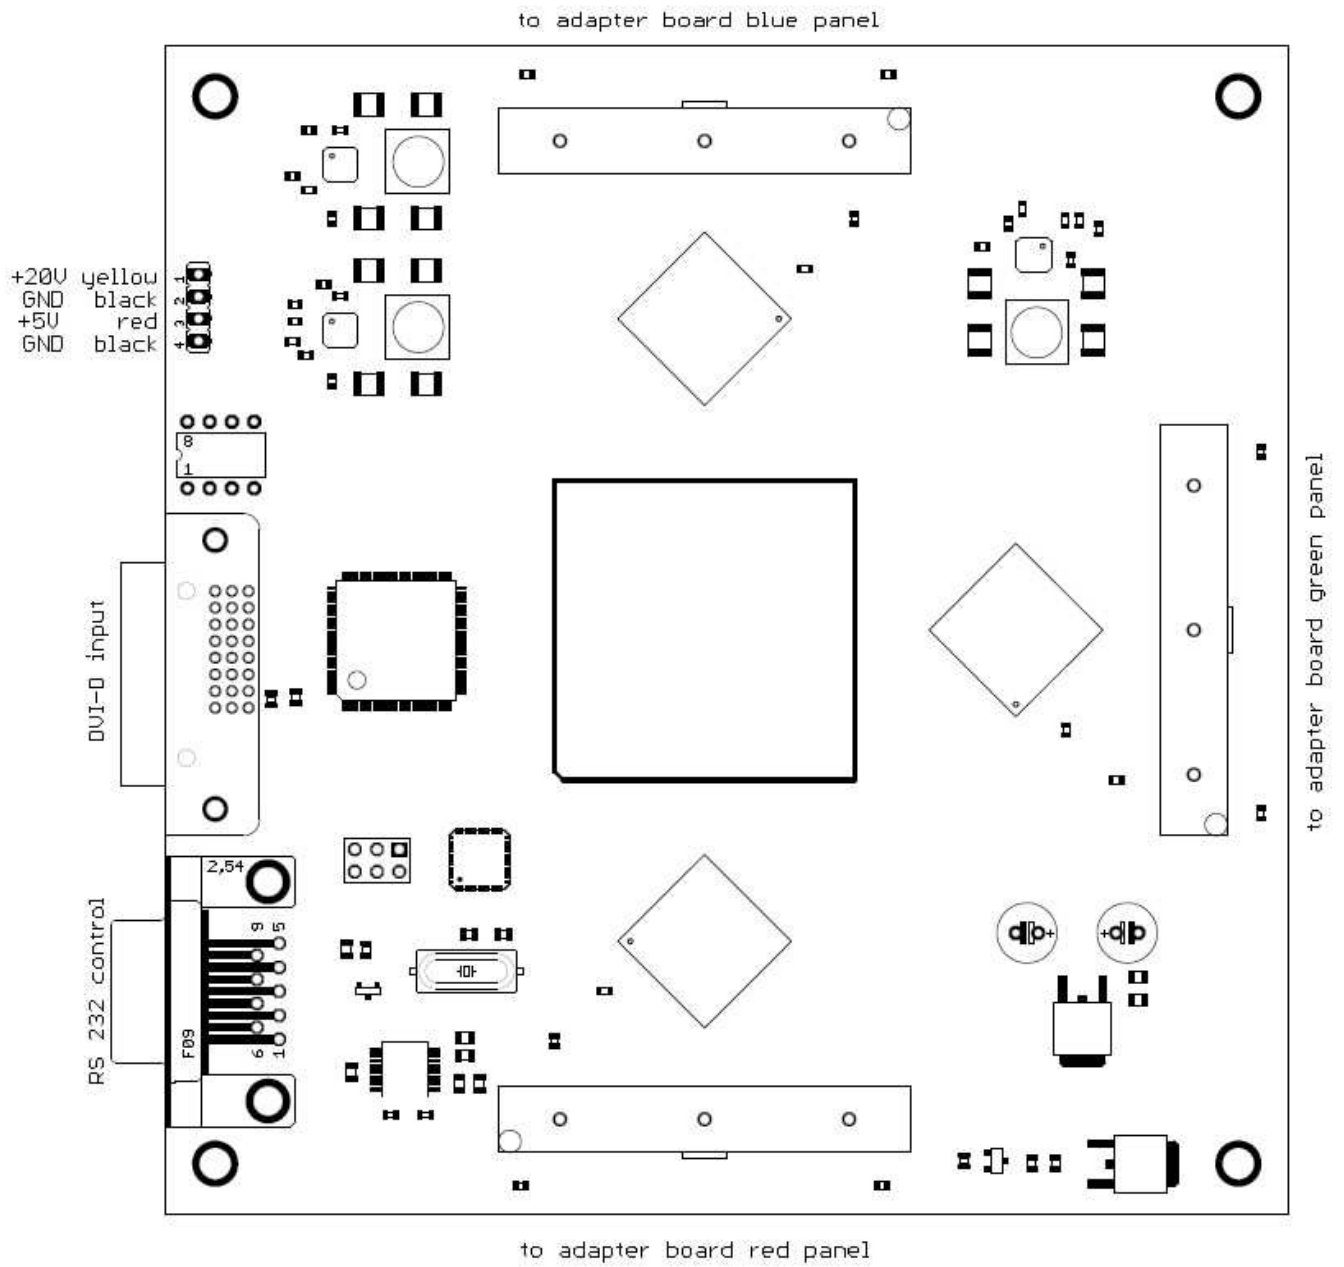 to adapter board blue panel
+20V yellow 1
GND black 2
+5V red 3
GND black 4
8
1
DVI-D input
to adapter board green panel
2,54
9 5
RS 232 control
F09
6 1
to adapter board red panel